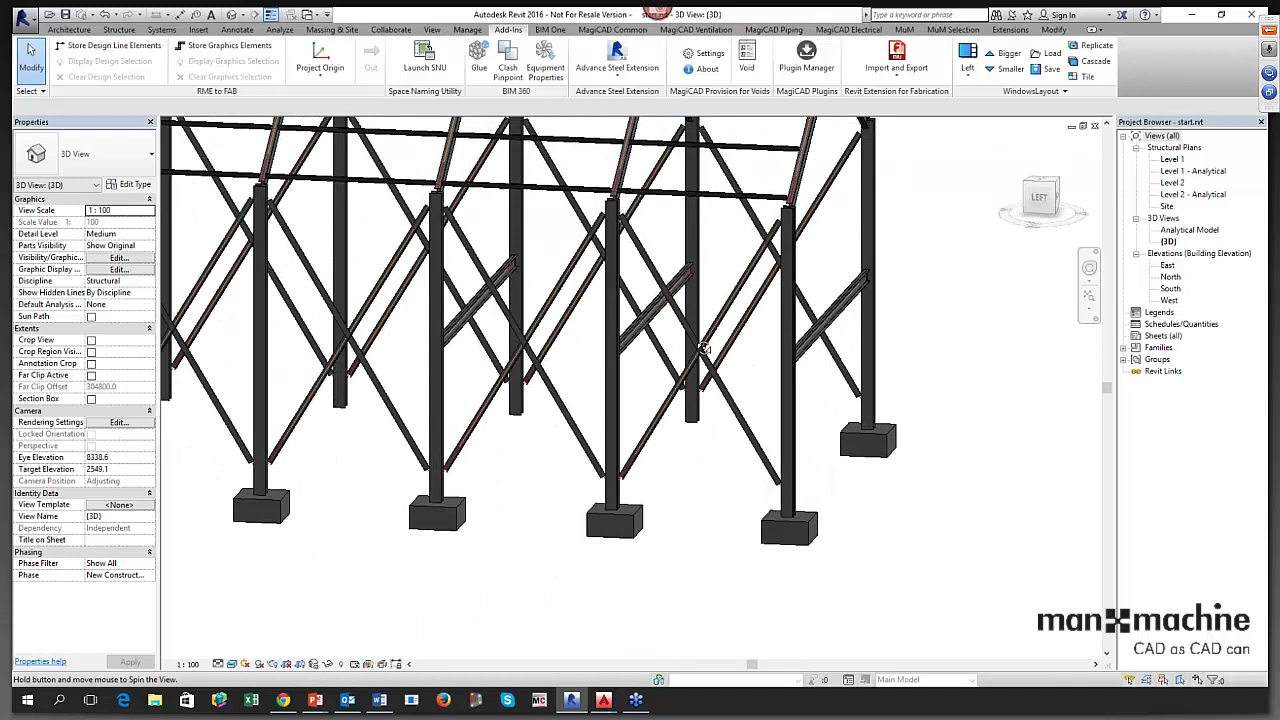 Autodesk Revit 2016 - Not For Resale Version - start.rvt - 3D View: {3D}
Type a keyword or phrase
Sign In
Architecture Structure Systems Insert Annotate Analyze Massing & Site Collaborate View Manage Add-Ins BIM One MagiCAD Common MagiCAD Ventilation MagiCAD Piping MagiCAD Electrical MuM MuM Selection Extensions Modify
Modify
Store Design Line Elements
Display Design Selection
Clear Design Selection
Store Graphics Elements
Display Graphics Selection
Clear Graphics Selection
Project Origin
Out
Launch SNU
Glue
Clash Pinpoint
Equipment Properties
Advance Steel Extension
Settings
About
Void
Plugin Manager
Import and Export
Left
Bigger
Smaller
Load
Save
Replicate
Cascade
Tile
Select
RME to FAB
Space Naming Utility
BIM 360
Advance Steel Extension
MagiCAD Provision for Voids
MagiCAD Plugins
Revit Extension for Fabrication
WindowsLayout
Properties
3D View
3D View: {3D}
Edit Type
Graphics
View Scale 1 : 100
Scale Value 1: 100
Detail Level Medium
Parts Visibility Show Original
Visibility/Graphic... Edit...
Graphic Display ... Edit...
Discipline Structural
Show Hidden Lines By Discipline
Default Analysis ... None
Sun Path
Extents
Crop View
Crop Region Visi...
Annotation Crop
Far Clip Active
Far Clip Offset 304800.0
Section Box
Camera
Rendering Settings Edit...
Locked Orientation
Perspective
Eye Elevation 8338.6
Target Elevation 2549.1
Camera Position Adjusting
Identity Data
View Template <None>
View Name {3D}
Dependency Independent
Title on Sheet
Phasing
Phase Filter Show All
Phase New Construct...
Properties help
Apply
LEFT
Project Browser - start.rvt
Views (all)
Structural Plans
Level 1
Level 1 - Analytical
Level 2
Level 2 - Analytical
Site
3D Views
Analytical Model
{3D}
Elevations (Building Elevation)
East
North
South
West
Legends
Schedules/Quantities
Sheets (all)
Families
Groups
Revit Links
man machine
CAD as CAD can
1 : 100
Hold button and move mouse to Spin the View.
:0
Main Model
:0